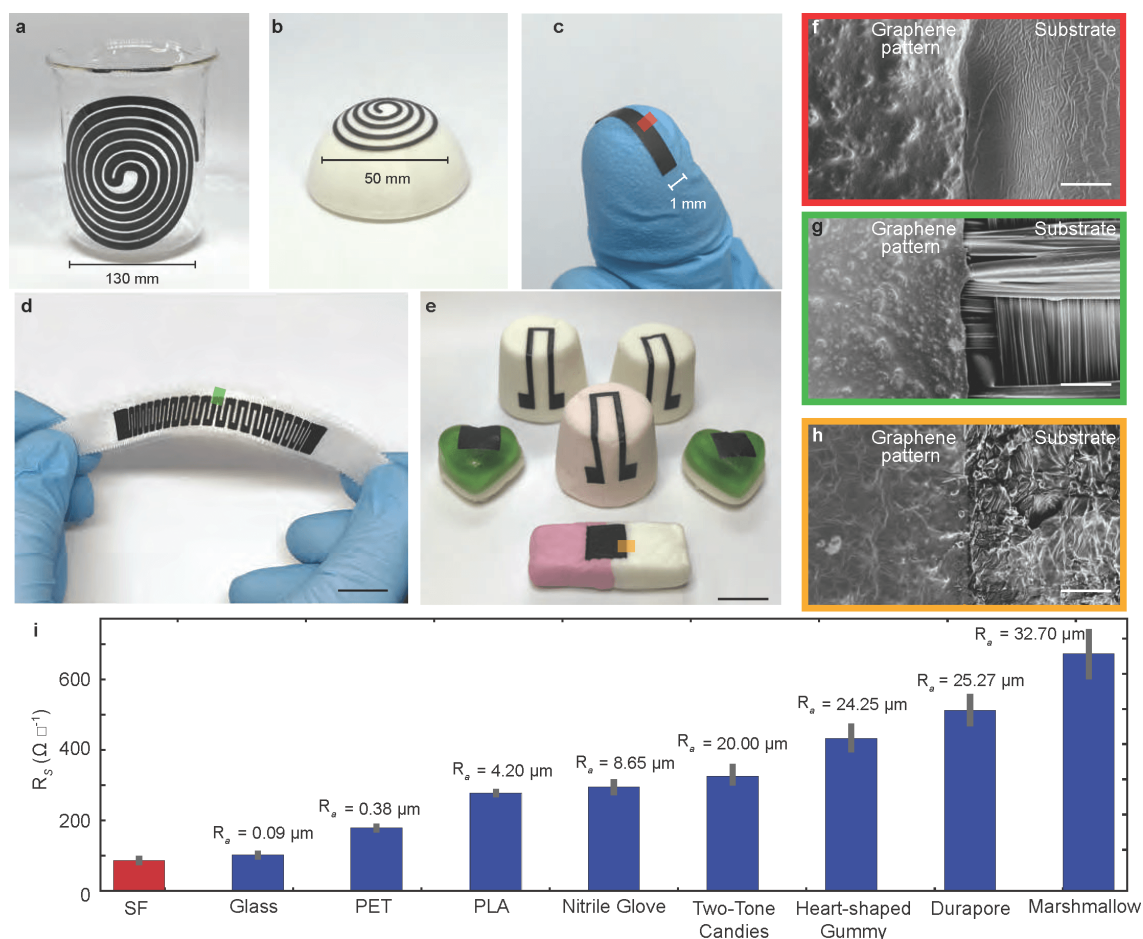 a
130 mm
b
50 mm
c
1 mm
d
e
f
Graphene
pattern
Substrate
g
Graphene
pattern
Substrate
h
Graphene
pattern
Substrate
i
R_S (Ω □⁻¹)
600
400
200
0
R_a = 0.09 µm
R_a = 0.38 µm
R_a = 4.20 µm
R_a = 8.65 µm
R_a = 20.00 µm
R_a = 24.25 µm
R_a = 25.27 µm
R_a = 32.70 µm
SF
Glass
PET
PLA
Nitrile Glove
Two-Tone
Candies
Heart-shaped
Gummy
Durapore
Marshmallow